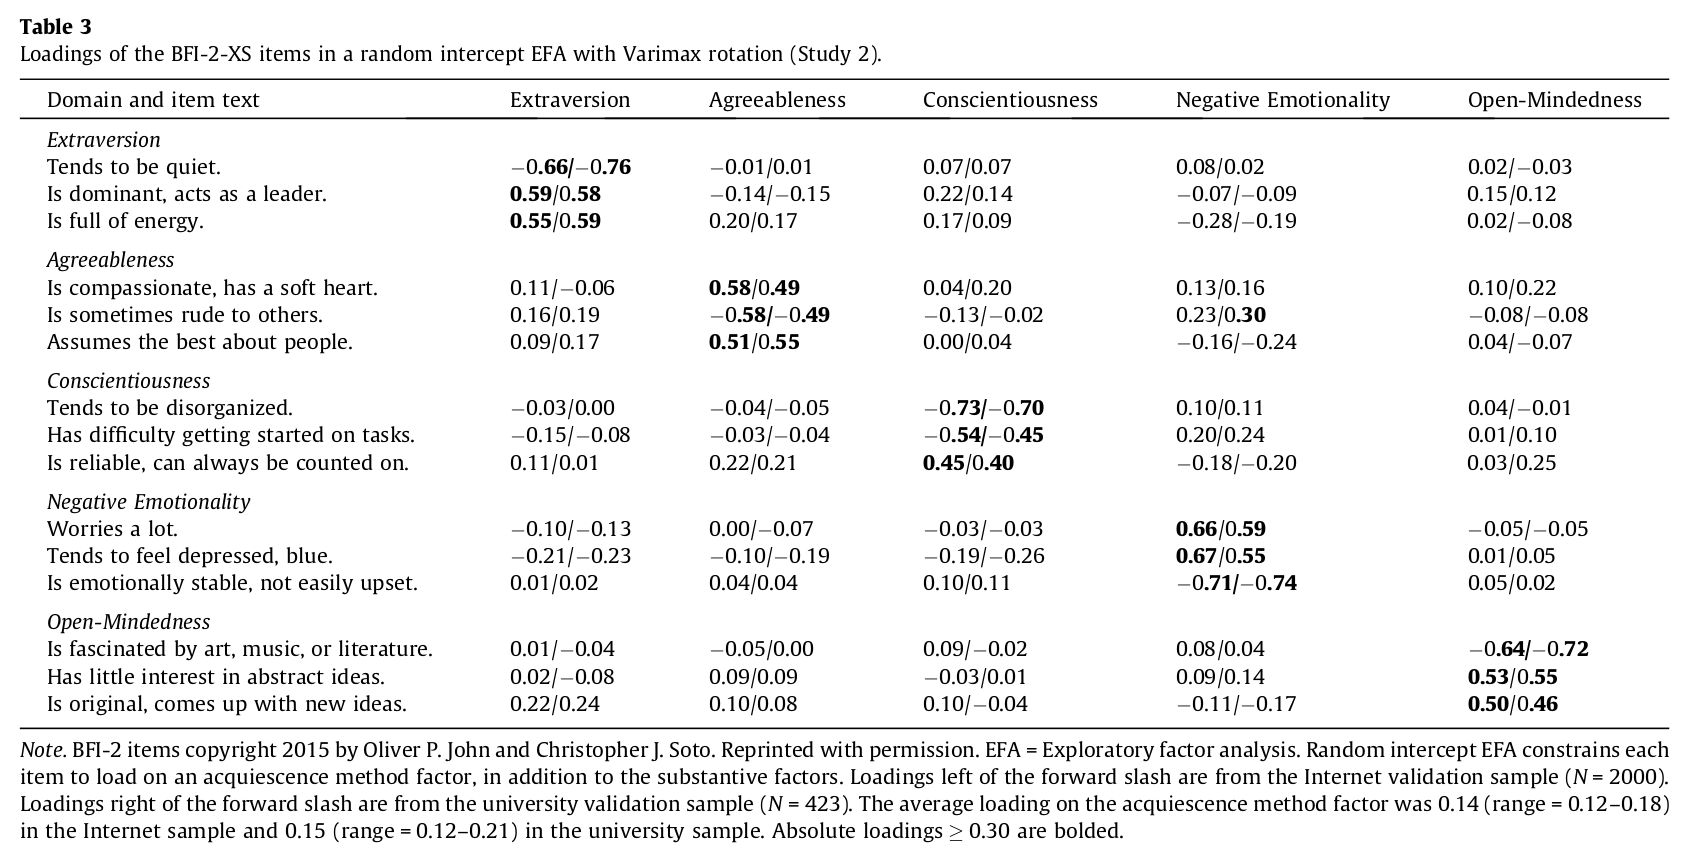 Table 3
Loadings of the BFI-2-XS items in a random intercept EFA with Varimax rotation (Study 2).
Domain and item text Extraversion Agreeableness Conscientiousness Negative Emotionality Open-Mindedness
Extraversion
Tends to be quiet. −0.66/−0.76 −0.01/0.01 0.07/0.07 0.08/0.02 0.02/−0.03
Is dominant, acts as a leader. 0.59/0.58 −0.14/−0.15 0.22/0.14 −0.07/−0.09 0.15/0.12
Is full of energy. 0.55/0.59 0.20/0.17 0.17/0.09 −0.28/−0.19 0.02/−0.08
Agreeableness
Is compassionate, has a soft heart. 0.11/−0.06 0.58/0.49 0.04/0.20 0.13/0.16 0.10/0.22
Is sometimes rude to others. 0.16/0.19 −0.58/−0.49 −0.13/−0.02 0.23/0.30 −0.08/−0.08
Assumes the best about people. 0.09/0.17 0.51/0.55 0.00/0.04 −0.16/−0.24 0.04/−0.07
Conscientiousness
Tends to be disorganized. −0.03/0.00 −0.04/−0.05 −0.73/−0.70 0.10/0.11 0.04/−0.01
Has difficulty getting started on tasks. −0.15/−0.08 −0.03/−0.04 −0.54/−0.45 0.20/0.24 0.01/0.10
Is reliable, can always be counted on. 0.11/0.01 0.22/0.21 0.45/0.40 −0.18/−0.20 0.03/0.25
Negative Emotionality
Worries a lot. −0.10/−0.13 0.00/−0.07 −0.03/−0.03 0.66/0.59 −0.05/−0.05
Tends to feel depressed, blue. −0.21/−0.23 −0.10/−0.19 −0.19/−0.26 0.67/0.55 0.01/0.05
Is emotionally stable, not easily upset. 0.01/0.02 0.04/0.04 0.10/0.11 −0.71/−0.74 0.05/0.02
Open-Mindedness
Is fascinated by art, music, or literature. 0.01/−0.04 −0.05/0.00 0.09/−0.02 0.08/0.04 −0.64/−0.72
Has little interest in abstract ideas. 0.02/−0.08 0.09/0.09 −0.03/0.01 0.09/0.14 0.53/0.55
Is original, comes up with new ideas. 0.22/0.24 0.10/0.08 0.10/−0.04 −0.11/−0.17 0.50/0.46
Note. BFI-2 items copyright 2015 by Oliver P. John and Christopher J. Soto. Reprinted with permission. EFA = Exploratory factor analysis. Random intercept EFA constrains each
item to load on an acquiescence method factor, in addition to the substantive factors. Loadings left of the forward slash are from the Internet validation sample (N = 2000).
Loadings right of the forward slash are from the university validation sample (N = 423). The average loading on the acquiescence method factor was 0.14 (range = 0.12–0.18)
in the Internet sample and 0.15 (range = 0.12–0.21) in the university sample. Absolute loadings ≥ 0.30 are bolded.